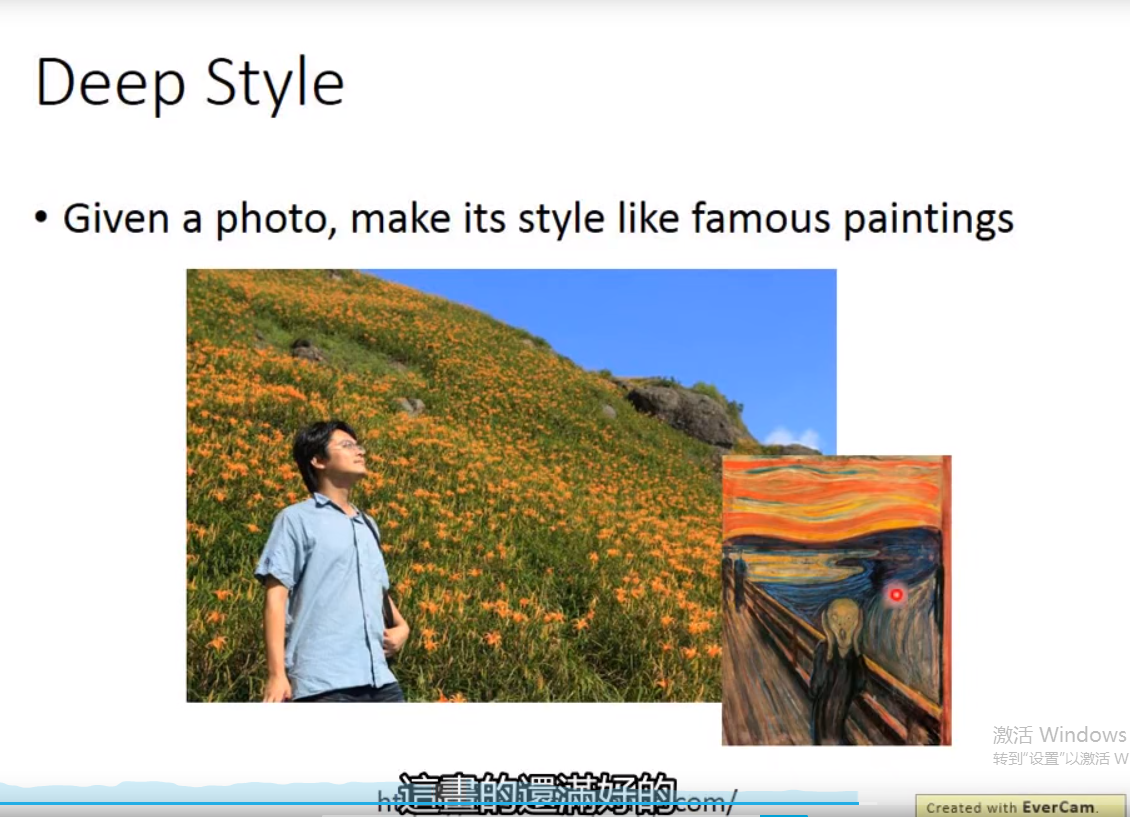 Deep Style
• Given a photo, make its style like famous paintings
激活 Windows
转到"设置"以激活 W
這畫的還滿好的
com/
Created with EverCam.